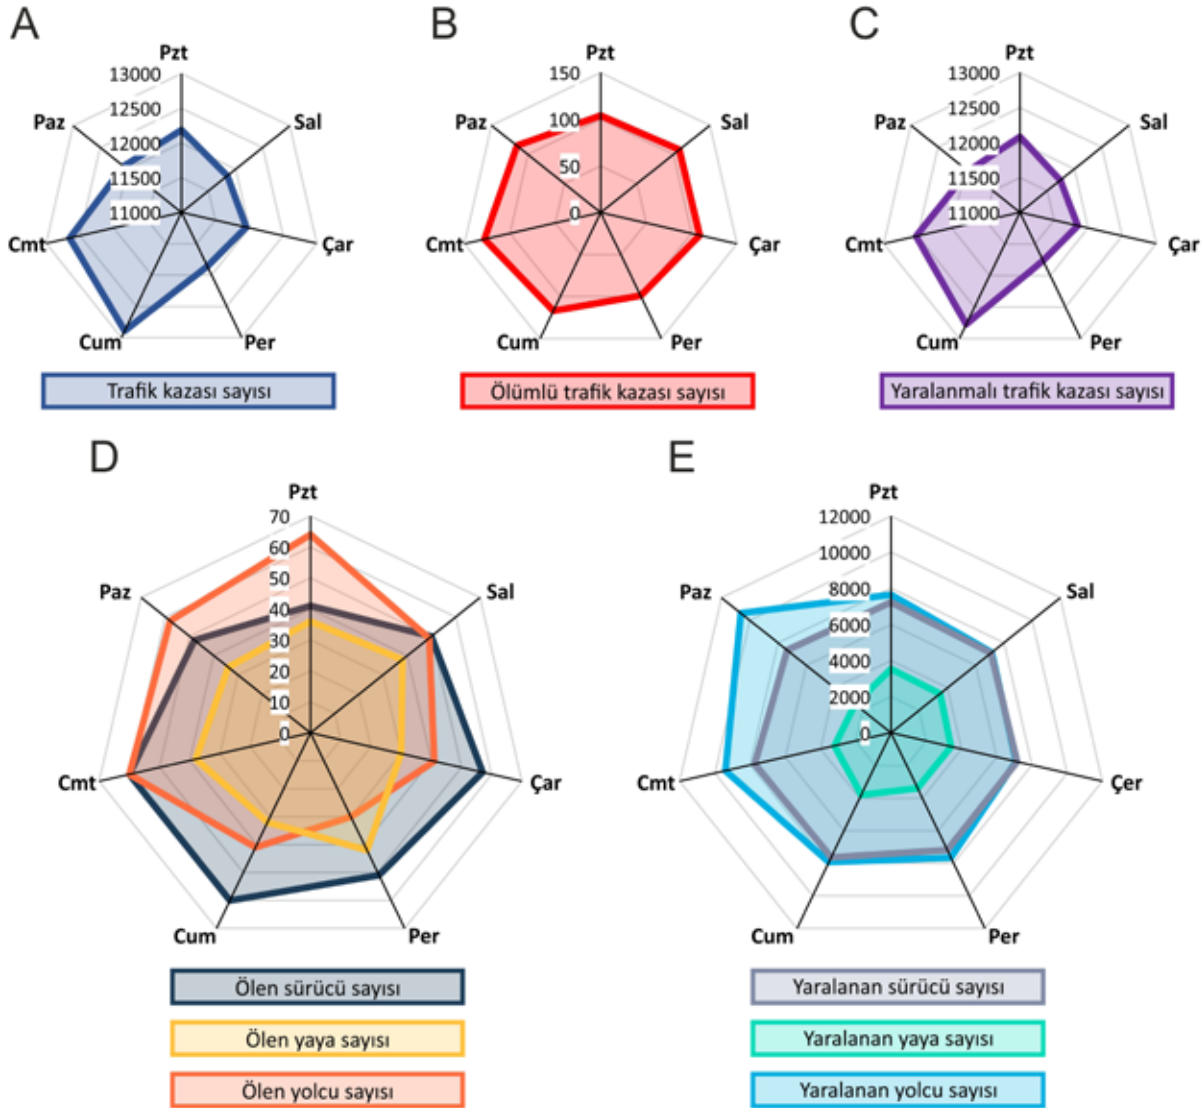 A
Pzt
13000
12500
12000
11500
11000
Sal
Çar
Per
Cum
Cmt
Paz
Trafik kazası sayısı
B
Pzt
150
100
50
0
Sal
Çar
Per
Cum
Cmt
Paz
Ölümlü trafik kazası sayısı
C
Pzt
13000
12500
12000
11500
11000
Sal
Çar
Per
Cum
Cmt
Paz
Yaralanmalı trafik kazası sayısı
D
Pzt
70
60
50
40
30
20
10
0
Sal
Çar
Per
Cum
Cmt
Paz
Ölen sürücü sayısı
Ölen yaya sayısı
Ölen yolcu sayısı
E
Pzt
12000
10000
8000
6000
4000
2000
0
Sal
Çer
Per
Cum
Cmt
Paz
Yaralanan sürücü sayısı
Yaralanan yaya sayısı
Yaralanan yolcu sayısı